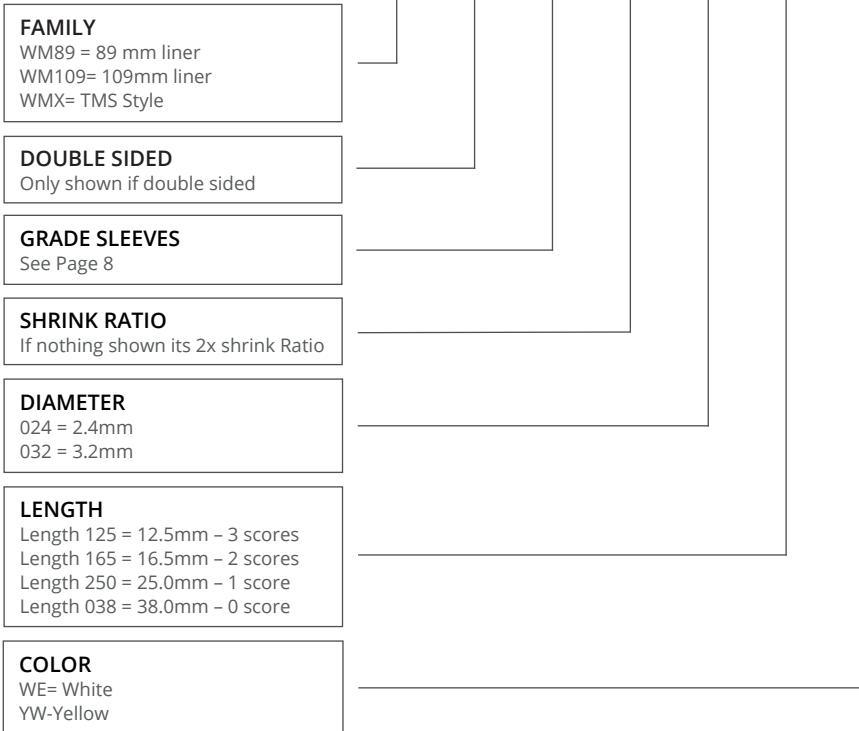 FAMILY
WM89 = 89 mm liner
WM109= 109mm liner
WMX= TMS Style
DOUBLE SIDED
Only shown if double sided
GRADE SLEEVES
See Page 8
SHRINK RATIO
If nothing shown its 2x shrink Ratio
DIAMETER
024 = 2.4mm
032 = 3.2mm
LENGTH
Length 125 = 12.5mm – 3 scores
Length 165 = 16.5mm – 2 scores
Length 250 = 25.0mm – 1 score
Length 038 = 38.0mm – 0 score
COLOR
WE= White
YW-Yellow